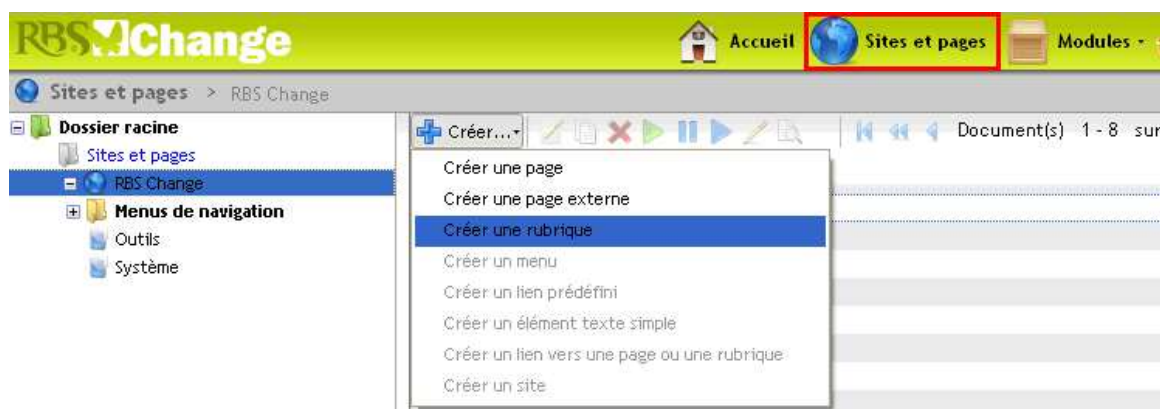 RBS Change
Accueil
Sites et pages
Modules
Sites et pages > RBS Change
Dossier racine
Sites et pages
RBS Change
Menus de navigation
Outils
Système
Créer...
Document(s) 1 - 8 sur
Créer une page
Créer une page externe
Créer une rubrique
Créer un menu
Créer un lien prédéfini
Créer un élément texte simple
Créer un lien vers une page ou une rubrique
Créer un site